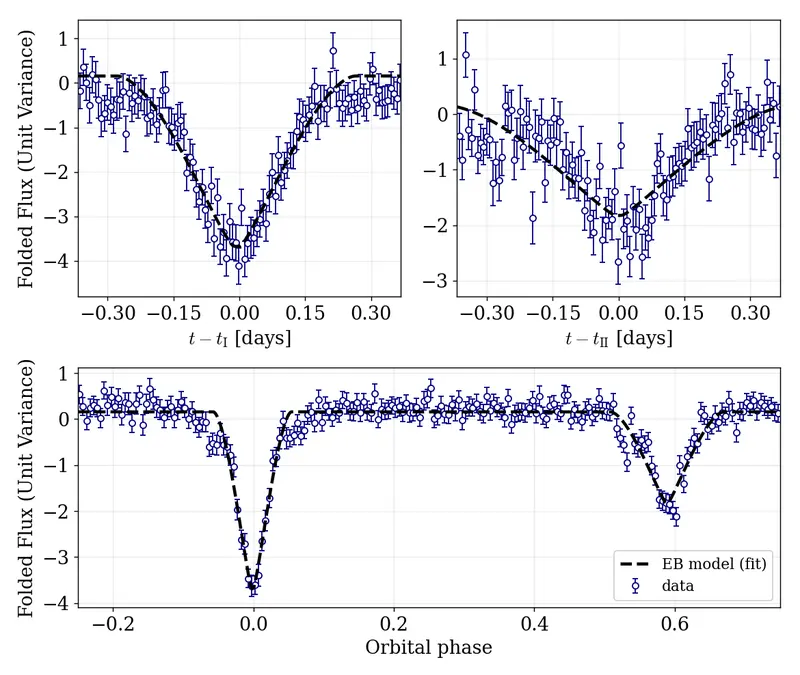 Folded Flux (Unit Variance)
1
0
−1
−2
−3
−4
−0.30 −0.15 0.00 0.15 0.30
t − tI [days]
1
0
−1
−2
−3
−0.30 −0.15 0.00 0.15 0.30
t − tII [days]
Folded Flux (Unit Variance)
1
0
−1
−2
−3
−4
−0.2 0.0 0.2 0.4 0.6
Orbital phase
EB model (fit)
data